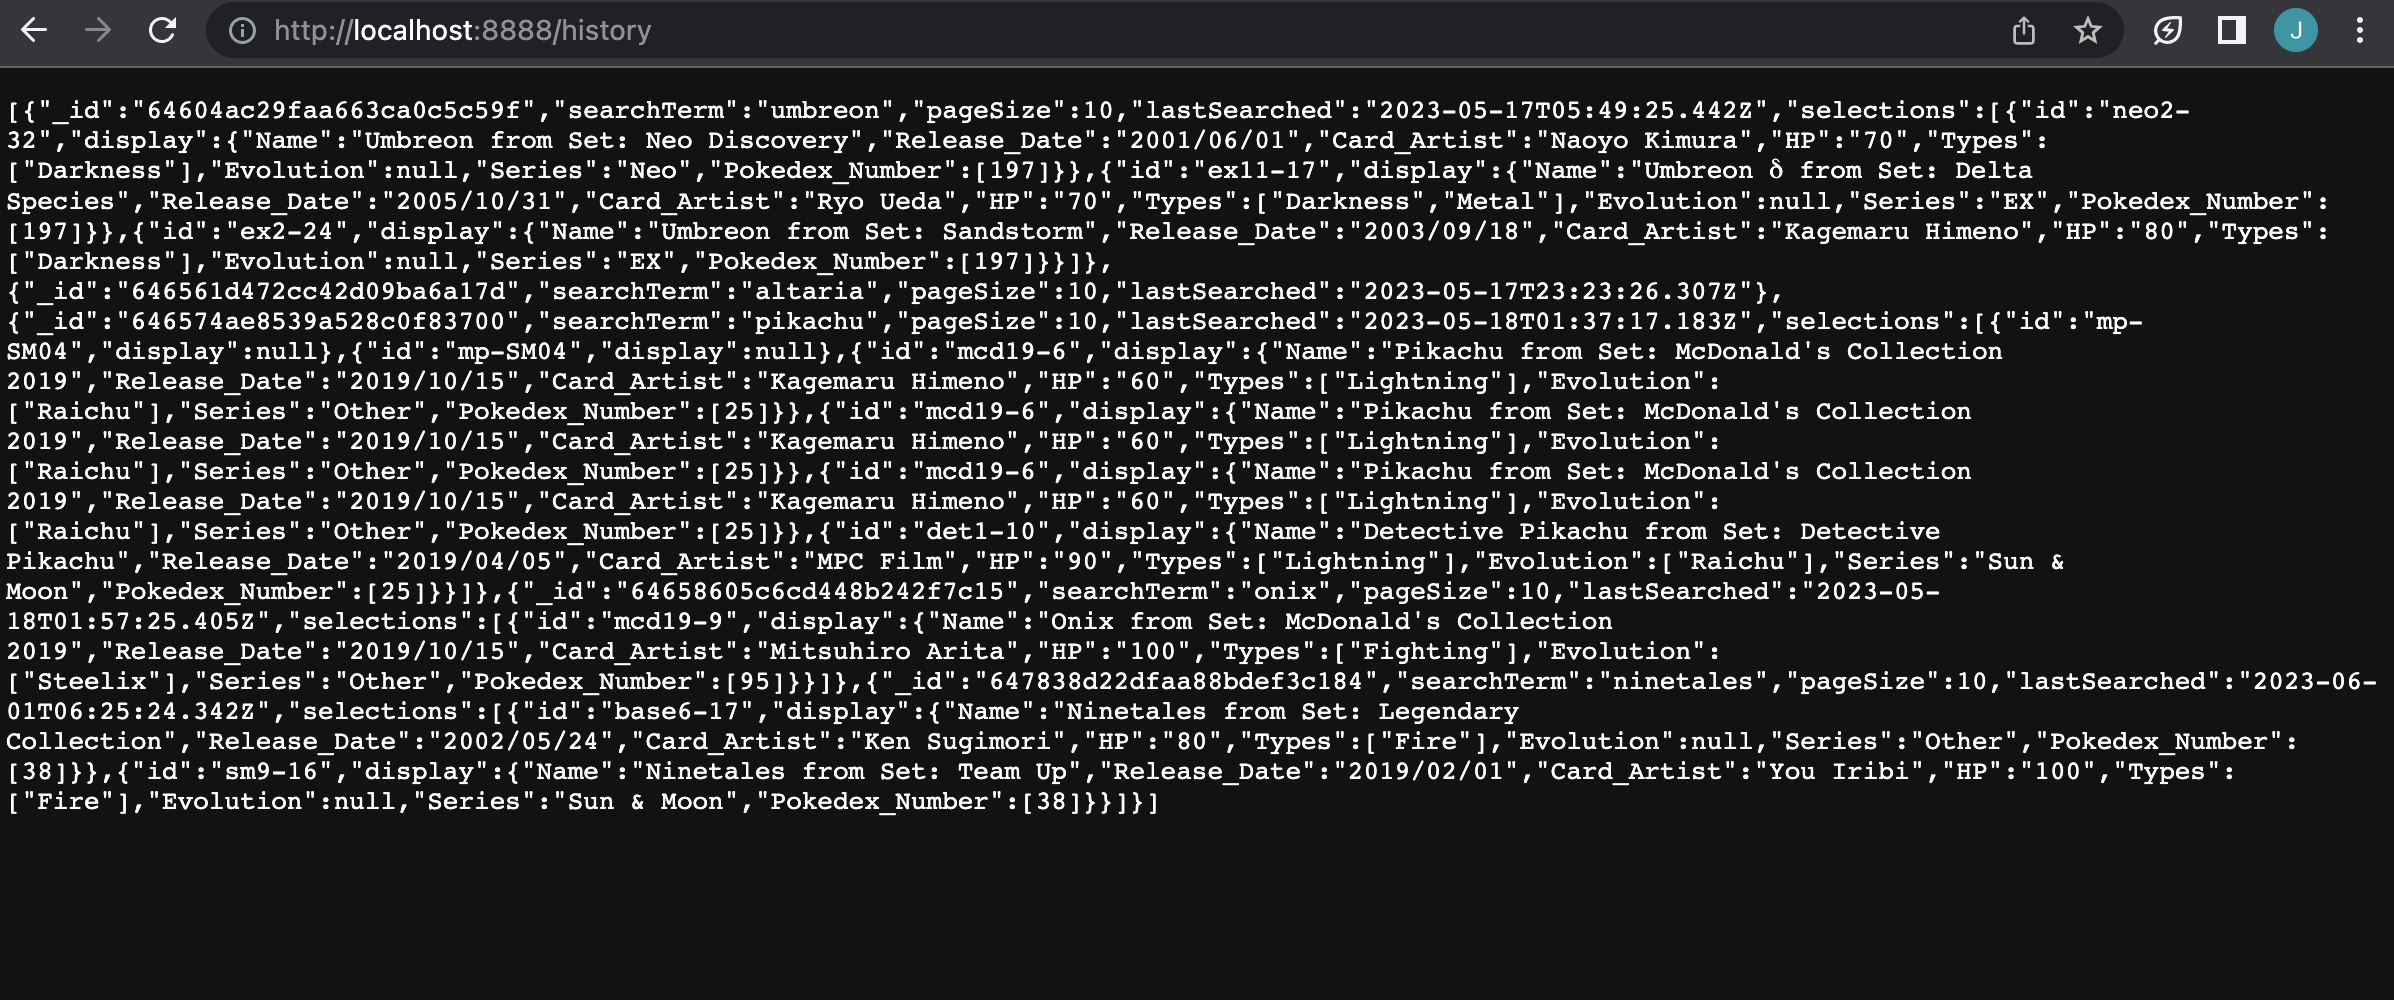 http://localhost:8888/history
J
[{"_id":"64604ac29faa663ca0c5c59f","searchTerm":"umbreon","pageSize":10,"lastSearched":"2023-05-17T05:49:25.442Z","selections":[{"id":"neo2-
32","display":{"Name":"Umbreon from Set: Neo Discovery","Release_Date":"2001/06/01","Card_Artist":"Naoyo Kimura","HP":"70","Types":
["Darkness"],"Evolution":null,"Series":"Neo","Pokedex_Number":[197]}},{"id":"ex11-17","display":{"Name":"Umbreon δ from Set: Delta
Species","Release_Date":"2005/10/31","Card_Artist":"Ryo Ueda","HP":"70","Types":["Darkness","Metal"],"Evolution":null,"Series":"EX","Pokedex_Number":
[197]}},{"id":"ex2-24","display":{"Name":"Umbreon from Set: Sandstorm","Release_Date":"2003/09/18","Card_Artist":"Kagemaru Himeno","HP":"80","Types":
["Darkness"],"Evolution":null,"Series":"EX","Pokedex_Number":[197]}}]},
{"_id":"646561d472cc42d09ba6a17d","searchTerm":"altaria","pageSize":10,"lastSearched":"2023-05-17T23:23:26.307Z"},
{"_id":"646574ae8539a528c0f83700","searchTerm":"pikachu","pageSize":10,"lastSearched":"2023-05-18T01:37:17.183Z","selections":[{"id":"mp-
SM04","display":null},{"id":"mp-SM04","display":null},{"id":"mcd19-6","display":{"Name":"Pikachu from Set: McDonald's Collection
2019","Release_Date":"2019/10/15","Card_Artist":"Kagemaru Himeno","HP":"60","Types":["Lightning"],"Evolution":
["Raichu"],"Series":"Other","Pokedex_Number":[25]}},{"id":"mcd19-6","display":{"Name":"Pikachu from Set: McDonald's Collection
2019","Release_Date":"2019/10/15","Card_Artist":"Kagemaru Himeno","HP":"60","Types":["Lightning"],"Evolution":
["Raichu"],"Series":"Other","Pokedex_Number":[25]}},{"id":"mcd19-6","display":{"Name":"Pikachu from Set: McDonald's Collection
2019","Release_Date":"2019/10/15","Card_Artist":"Kagemaru Himeno","HP":"60","Types":["Lightning"],"Evolution":
["Raichu"],"Series":"Other","Pokedex_Number":[25]}},{"id":"det1-10","display":{"Name":"Detective Pikachu from Set: Detective
Pikachu","Release_Date":"2019/04/05","Card_Artist":"MPC Film","HP":"90","Types":["Lightning"],"Evolution":["Raichu"],"Series":"Sun &
Moon","Pokedex_Number":[25]}}]},{"_id":"64658605c6cd448b242f7c15","searchTerm":"onix","pageSize":10,"lastSearched":"2023-05-
18T01:57:25.405Z","selections":[{"id":"mcd19-9","display":{"Name":"Onix from Set: McDonald's Collection
2019","Release_Date":"2019/10/15","Card_Artist":"Mitsuhiro Arita","HP":"100","Types":["Fighting"],"Evolution":
["Steelix"],"Series":"Other","Pokedex_Number":[95]}}]},{"_id":"647838d22dfaa88bdef3c184","searchTerm":"ninetales","pageSize":10,"lastSearched":"2023-06-
01T06:25:24.342Z","selections":[{"id":"base6-17","display":{"Name":"Ninetales from Set: Legendary
Collection","Release_Date":"2002/05/24","Card_Artist":"Ken Sugimori","HP":"80","Types":["Fire"],"Evolution":null,"Series":"Other","Pokedex_Number":
[38]}},{"id":"sm9-16","display":{"Name":"Ninetales from Set: Team Up","Release_Date":"2019/02/01","Card_Artist":"You Iribi","HP":"100","Types":
["Fire"],"Evolution":null,"Series":"Sun & Moon","Pokedex_Number":[38]}}]}]